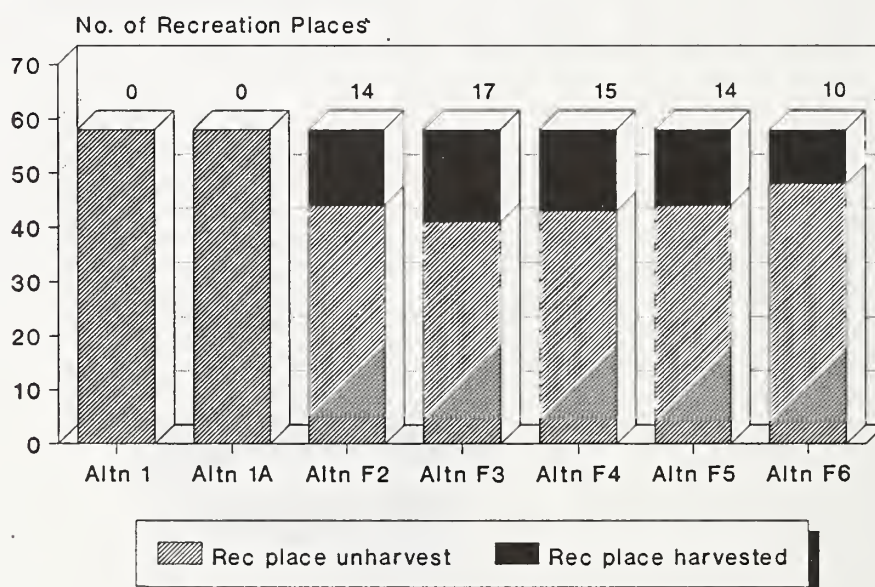 No. of Recreation Places
70
0 0 14 17 15 14 10
60
50
40
30
20
10
0
Altn 1 Altn 1A Altn F2 Altn F3 Altn F4 Altn F5 Altn F6
Rec place unharvest Rec place harvested